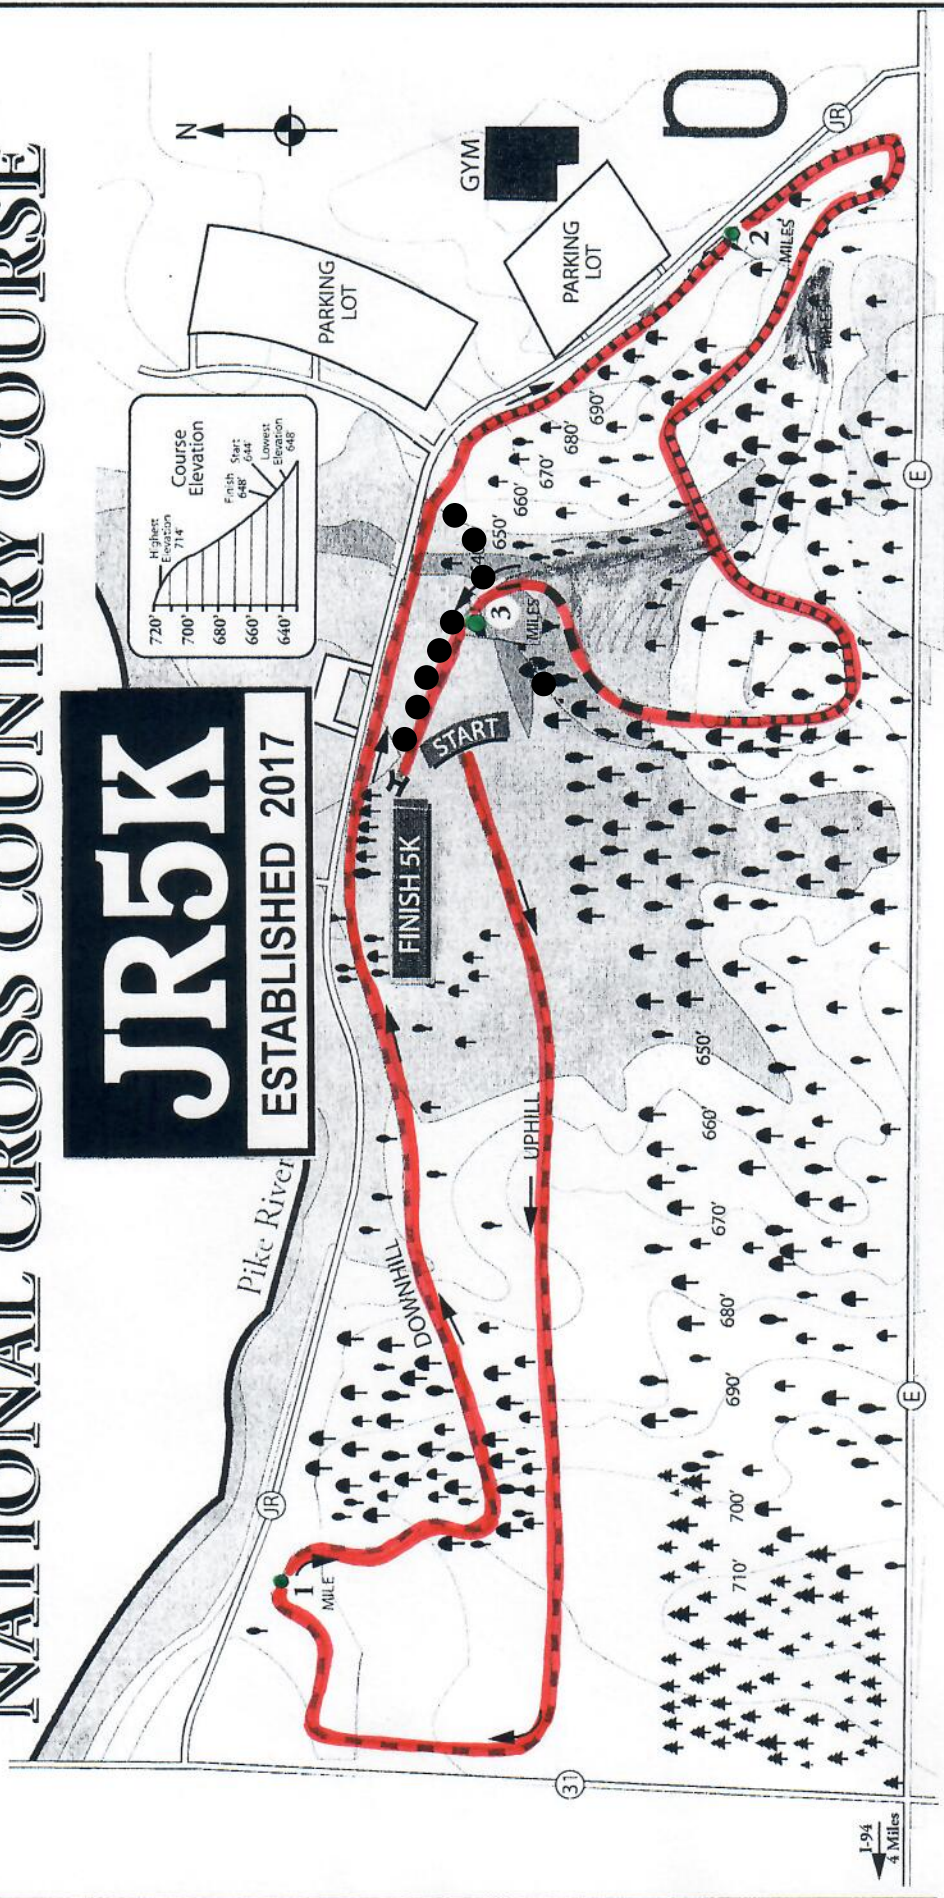 NATIONAL CROSS COUNTRY COURSE
JR5K
ESTABLISHED 2017
Course
Elevation
Highest
Elevation
714'
Finish
648'
Start
644'
Lowest
Elevation
648'
720'
700'
680'
660'
640'
N
PARKING
LOT
GYM
PARKING
LOT
JR
2
MILES
690'
680'
670'
660'
650'
3
MILES
START
FINISH 5K
UPHILL
DOWNHILL
Pike River
JR
1
MILE
650'
660'
670'
680'
690'
700'
710'
E
E
31
I-94
4 Miles